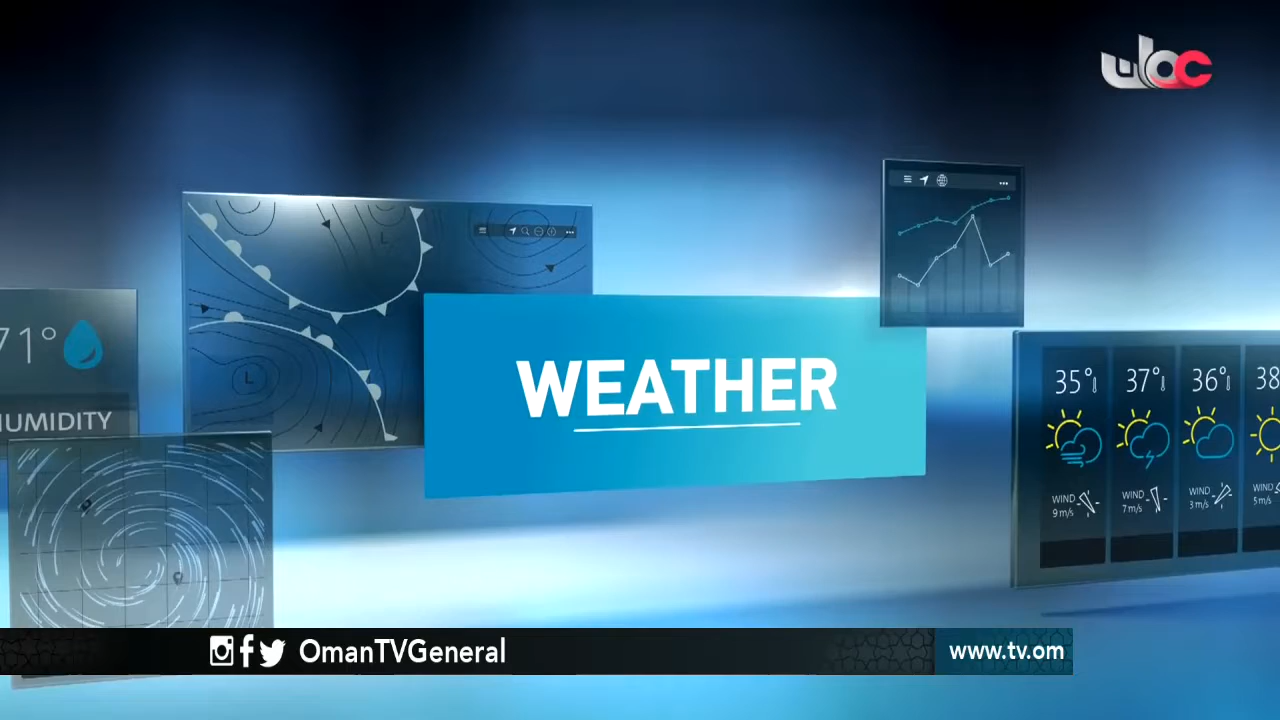 عمان
71°
HUMIDITY
L
L
WEATHER
35°
37°
36°
38
WIND
9 m/s
WIND
7 m/s
WIND
3 m/s
WIND
5 m/s
OmanTVGeneral
www.tv.om